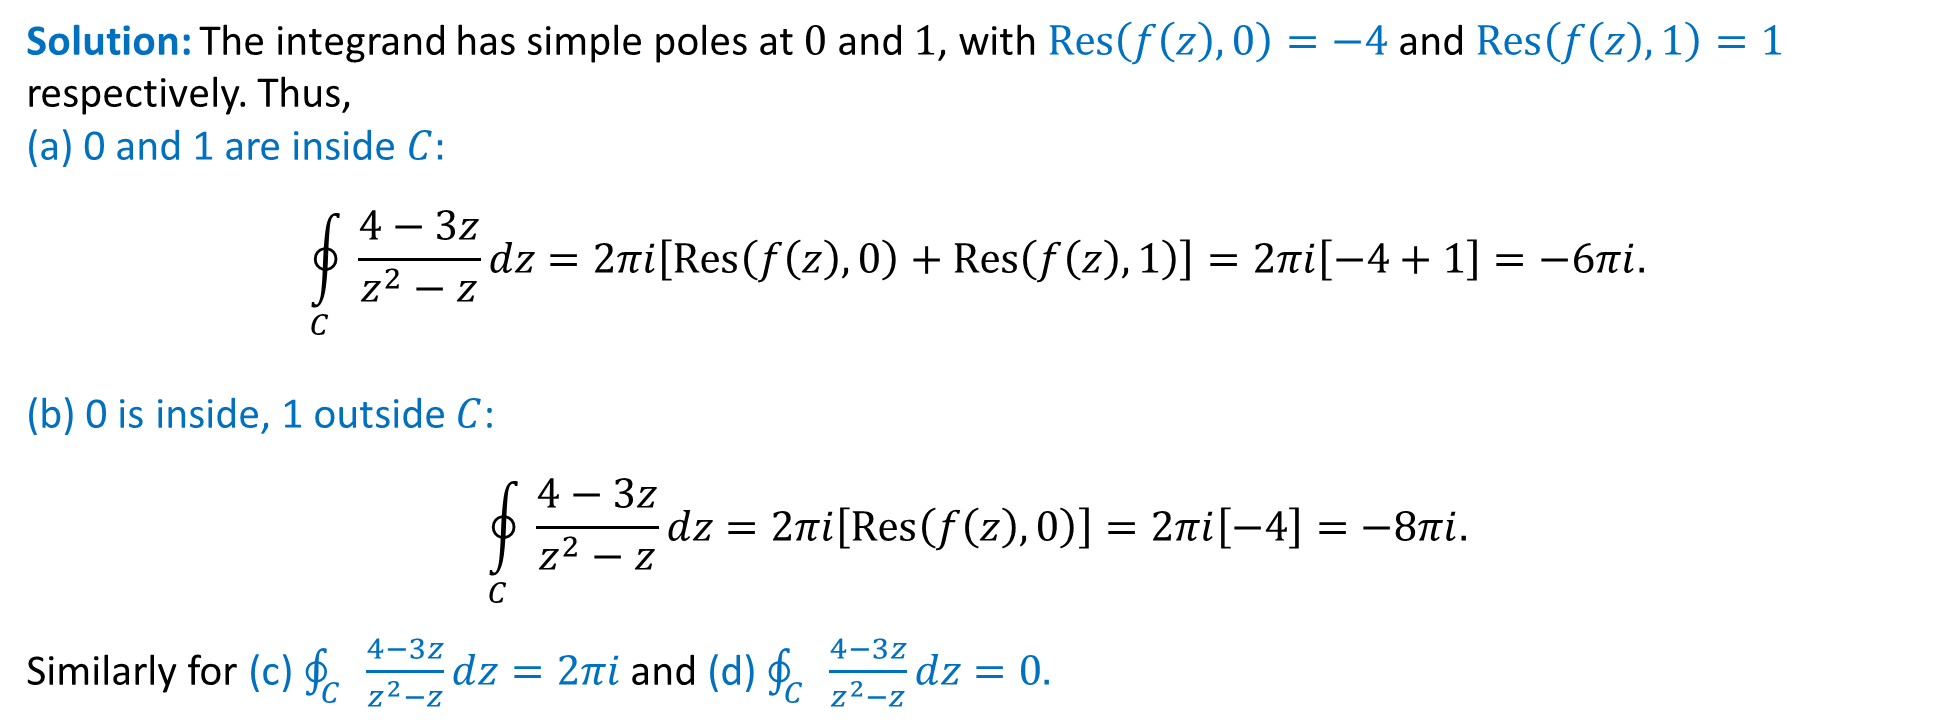 Solution: The integrand has simple poles at 0 and 1, with Res(f(z), 0) = −4 and Res(f(z), 1) = 1
respectively. Thus,
(a) 0 and 1 are inside C:
∮_C (4 − 3z)/(z² − z) dz = 2πi[Res(f(z), 0) + Res(f(z), 1)] = 2πi[−4 + 1] = −6πi.
(b) 0 is inside, 1 outside C:
∮_C (4 − 3z)/(z² − z) dz = 2πi[Res(f(z), 0)] = 2πi[−4] = −8πi.
Similarly for (c) ∮_C (4−3z)/(z²−z) dz = 2πi and (d) ∮_C (4−3z)/(z²−z) dz = 0.